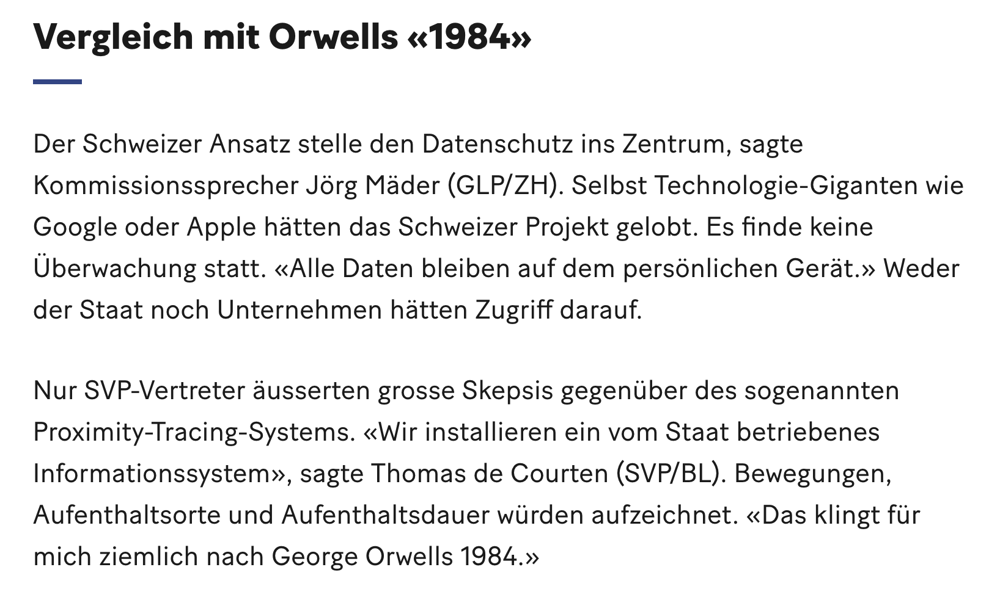 Vergleich mit Orwells «1984»
Der Schweizer Ansatz stelle den Datenschutz ins Zentrum, sagte
Kommissionssprecher Jörg Mäder (GLP/ZH). Selbst Technologie-Giganten wie
Google oder Apple hätten das Schweizer Projekt gelobt. Es finde keine
Überwachung statt. «Alle Daten bleiben auf dem persönlichen Gerät.» Weder
der Staat noch Unternehmen hätten Zugriff darauf.
Nur SVP-Vertreter äusserten grosse Skepsis gegenüber des sogenannten
Proximity-Tracing-Systems. «Wir installieren ein vom Staat betriebenes
Informationssystem», sagte Thomas de Courten (SVP/BL). Bewegungen,
Aufenthaltsorte und Aufenthaltsdauer würden aufzeichnet. «Das klingt für
mich ziemlich nach George Orwells 1984.»